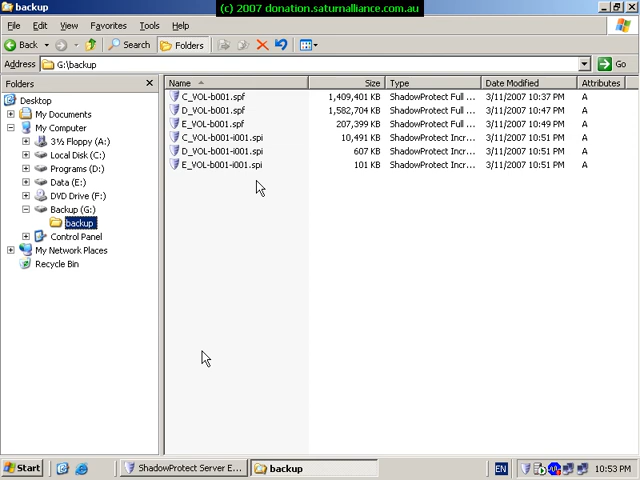 backup
(c) 2007 donation.saturnalliance.com.au
File Edit View Favorites Tools Help
Back Search Folders
Address G:\backup Go
Folders
Name Size Type Date Modified Attributes
C_VOL-b001.spf 1,409,401 KB ShadowProtect Full ... 3/11/2007 10:37 PM A
D_VOL-b001.spf 1,582,704 KB ShadowProtect Full ... 3/11/2007 10:48 PM A
E_VOL-b001.spf 207,399 KB ShadowProtect Full ... 3/11/2007 10:49 PM A
C_VOL-b001-i001.spi 10,491 KB ShadowProtect Incr... 3/11/2007 10:51 PM A
D_VOL-b001-i001.spi 607 KB ShadowProtect Incr... 3/11/2007 10:51 PM A
E_VOL-b001-i001.spi 101 KB ShadowProtect Incr... 3/11/2007 10:51 PM A
Desktop
My Documents
My Computer
3½ Floppy (A:)
Local Disk (C:)
Programs (D:)
Data (E:)
DVD Drive (F:)
Backup (G:)
backup
Control Panel
My Network Places
Recycle Bin
Start ShadowProtect Server E... backup EN 10:53 PM